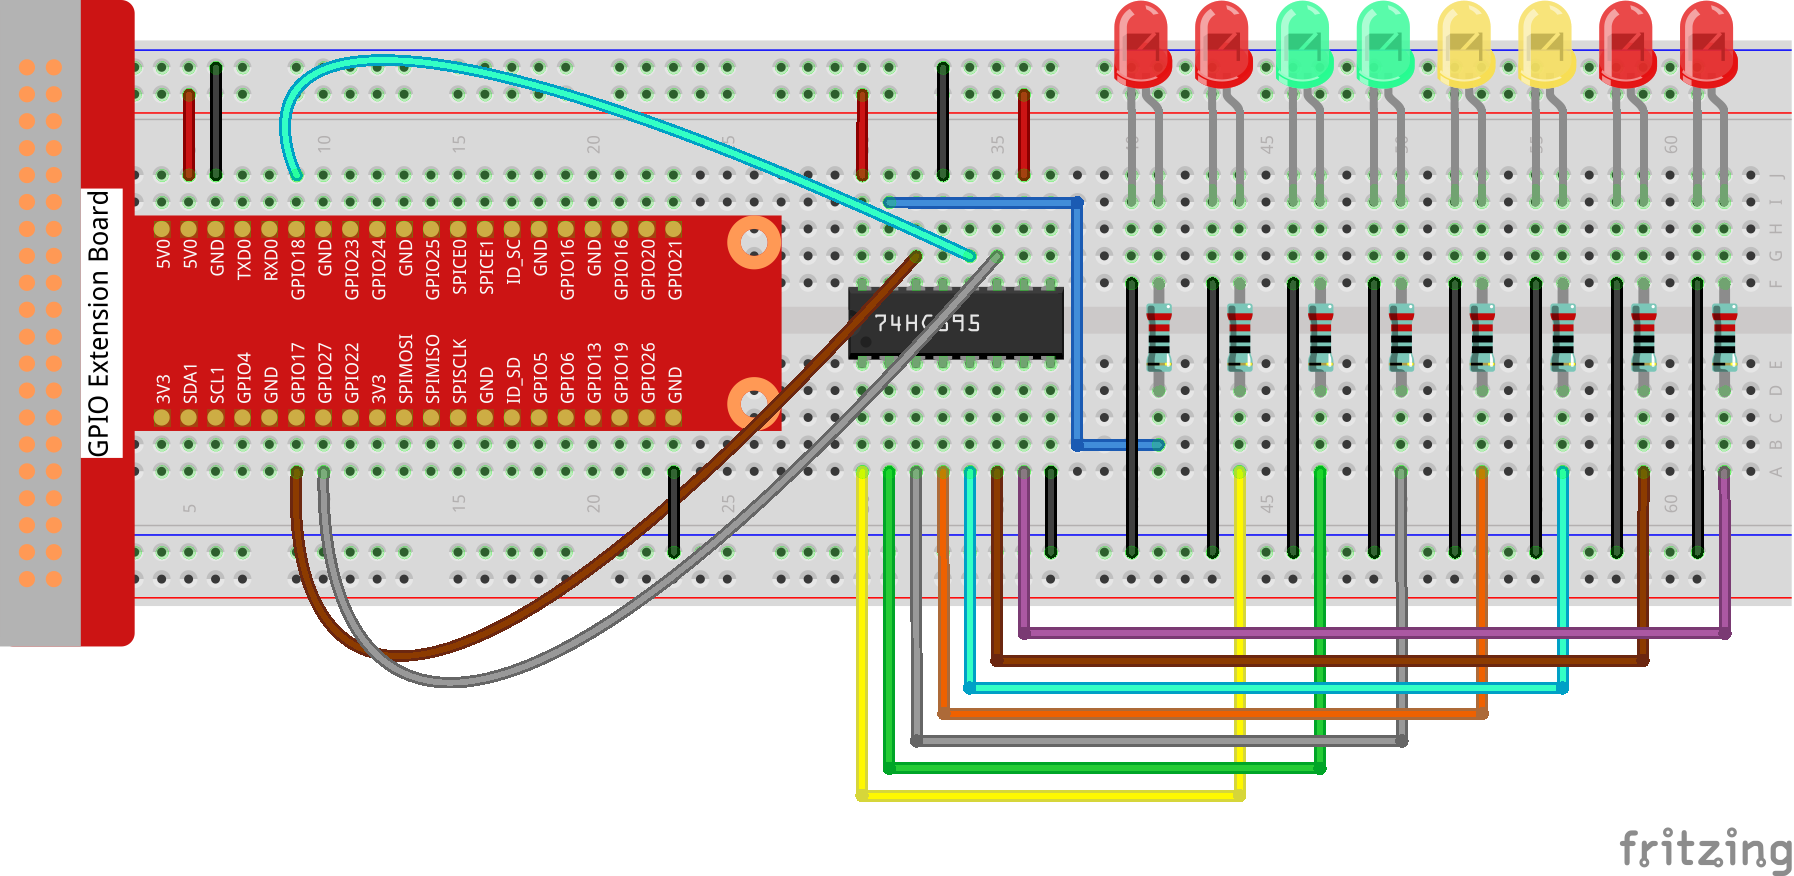 GPIO Extension Board
10
15
20
25
35
45
60
J
I
H
G
F
5V0
5V0
GND
TXD0
RXD0
GPIO18
GND
GPIO23
GPIO24
GND
GPIO25
SPICE0
SPICE1
ID_SC
GND
GPIO16
GND
GPIO16
GPIO20
GPIO21
3V3
SDA1
SCL1
GPIO4
GND
GPIO17
GPIO27
GPIO22
3V3
SPIMOSI
SPIMISO
SPISCLK
GND
ID_SD
GPIO5
GPIO6
GPIO13
GPIO19
GPIO26
GND
E
D
C
B
A
5
15
20
25
45
60
fritzing